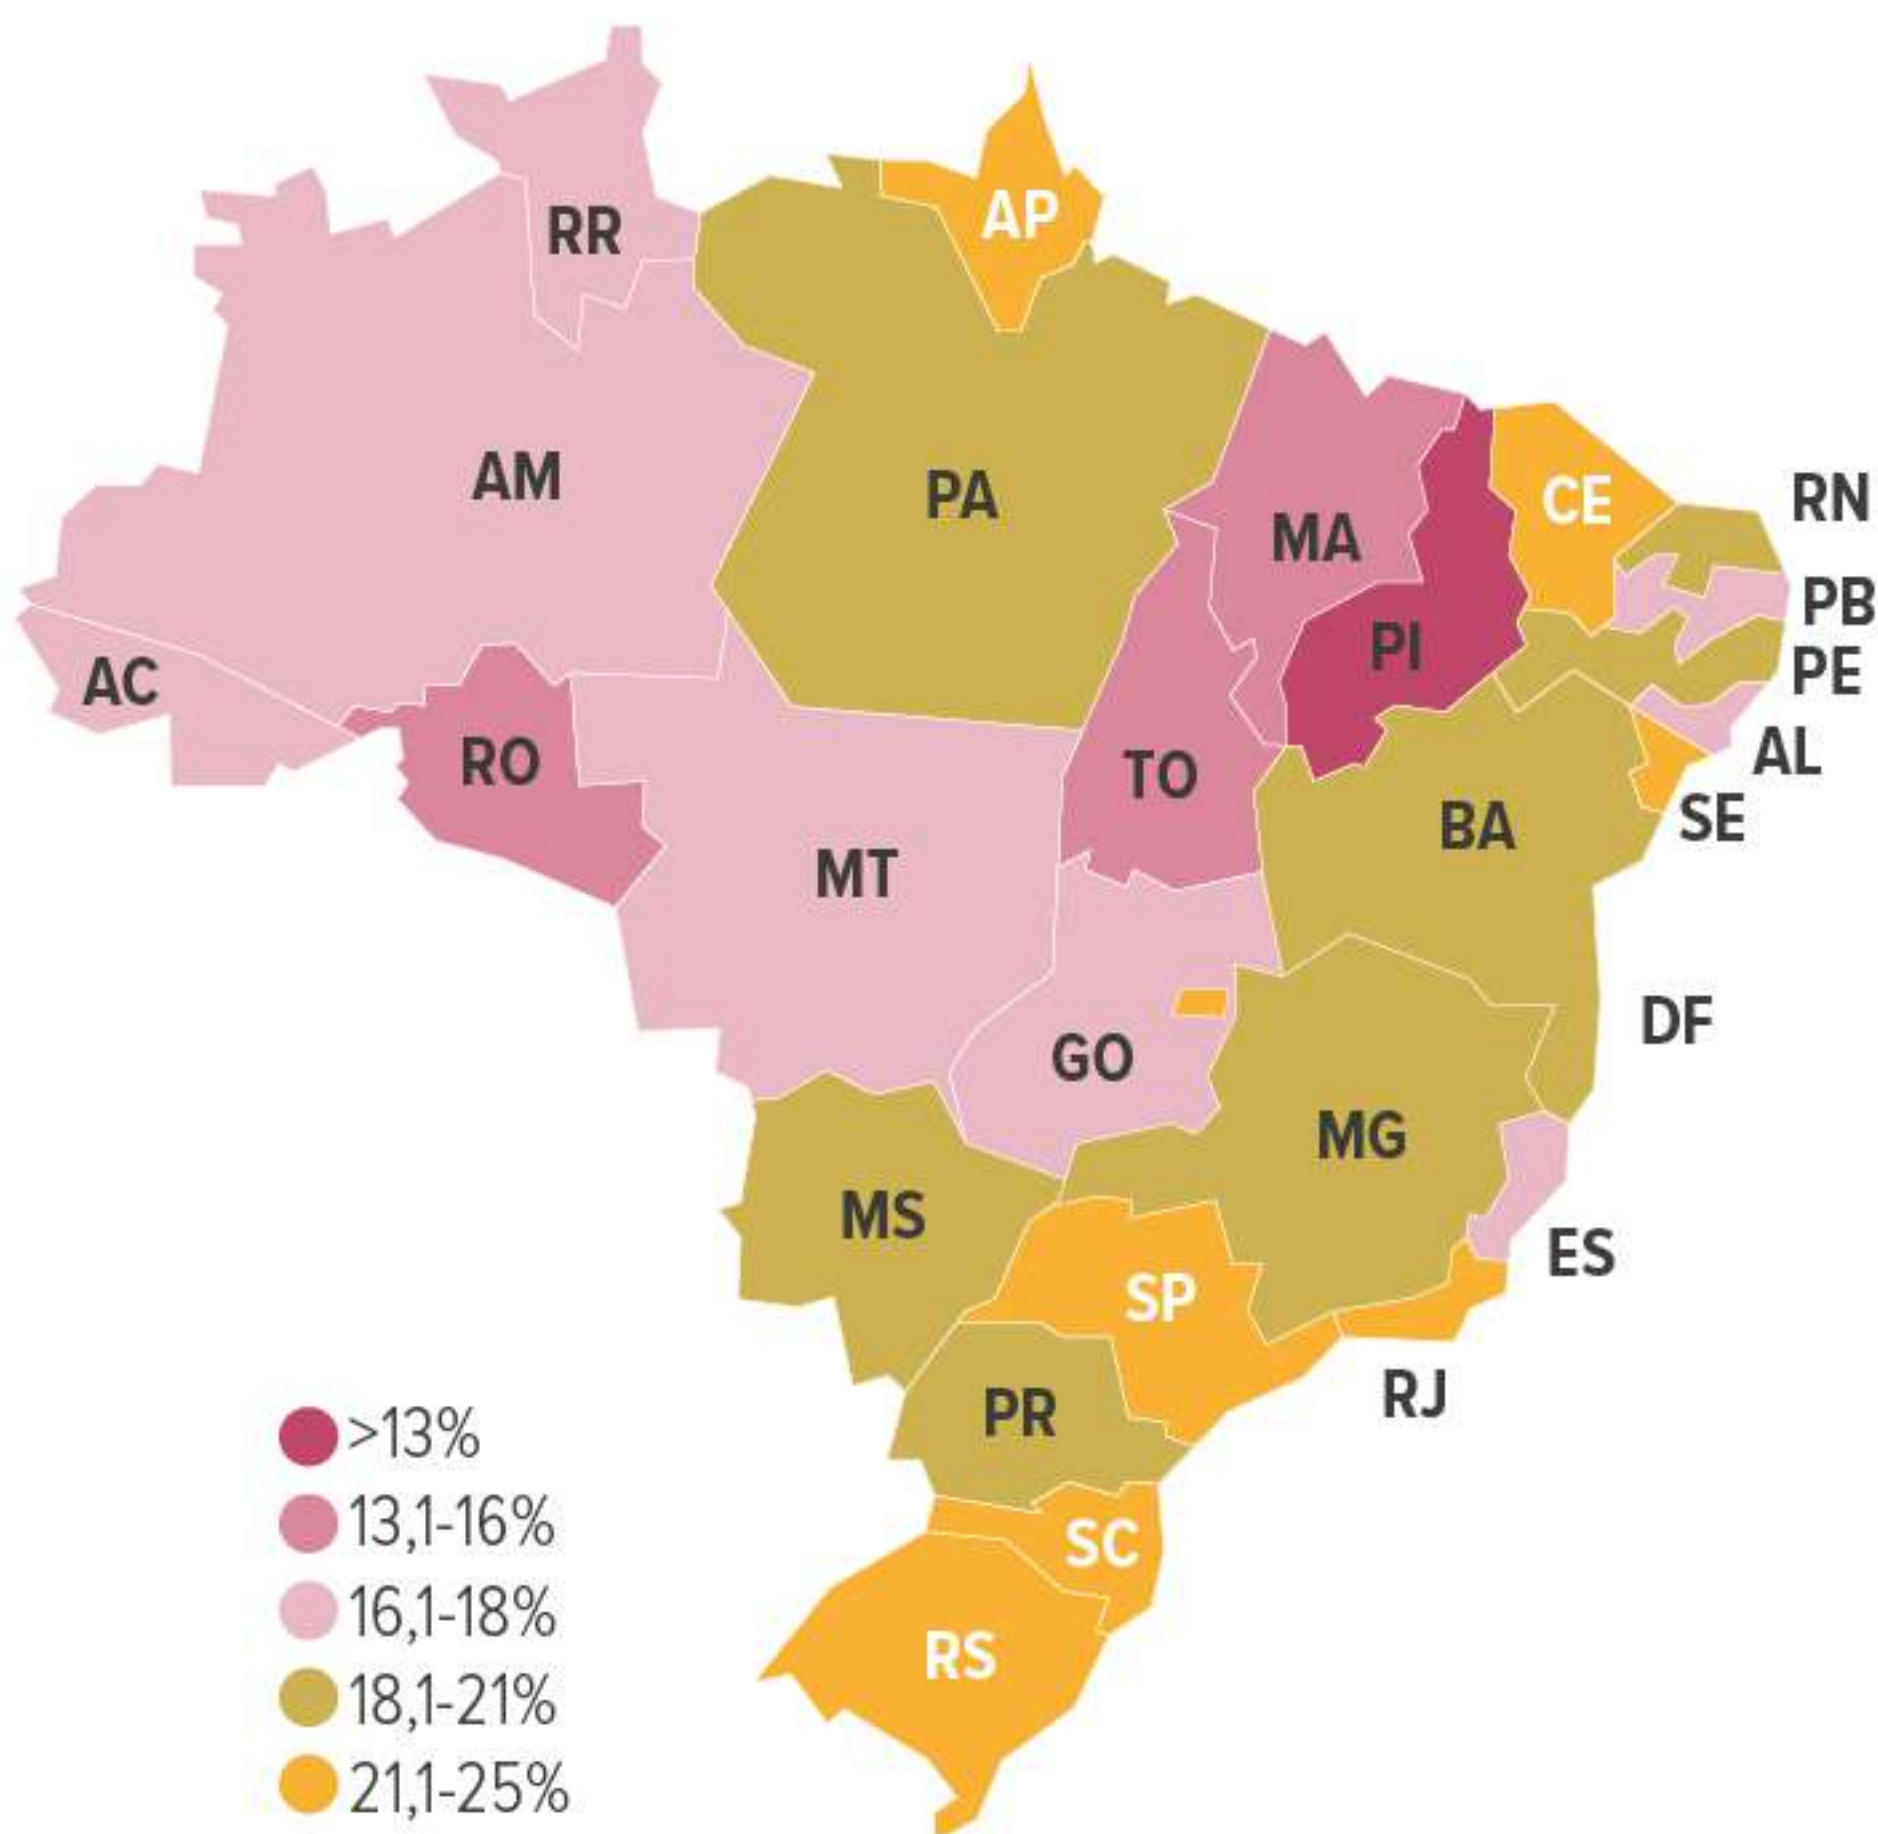 RR
AP
AM
PA
MA
CE
RN
PB
PI
PE
AC
RO
TO
AL
SE
BA
MT
DF
GO
MG
MS
ES
SP
RJ
PR
SC
RS
>13%
13,1-16%
16,1-18%
18,1-21%
21,1-25%